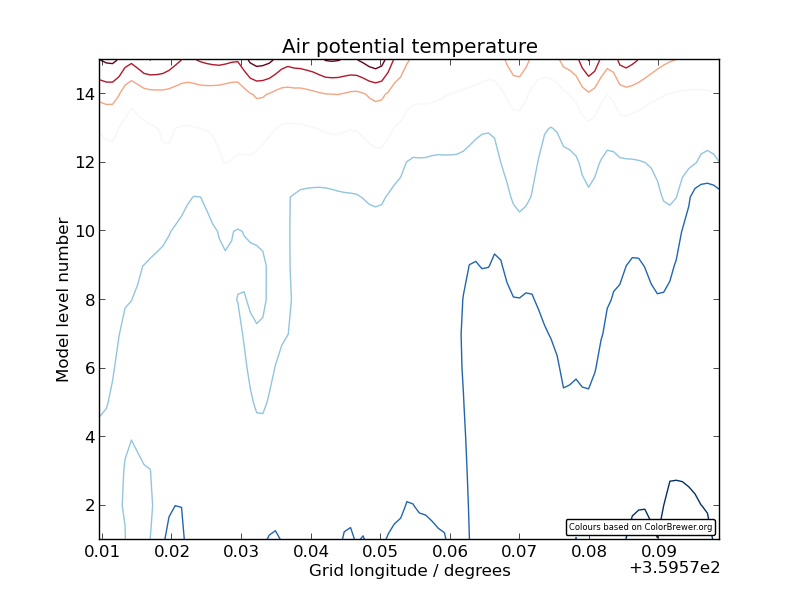 Air potential temperature
Model level number
14
12
10
8
6
4
2
Colours based on ColorBrewer.org
0.01 0.02 0.03 0.04 0.05 0.06 0.07 0.08 0.09
+3.5957e2
Grid longitude / degrees